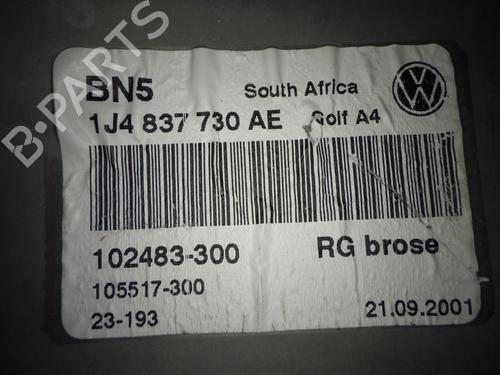 B-PARTS
BN5 South Africa
1J4 837 730 AE Golf A4
102483-300 RG brose
105517-300
23-193 21.09.2001